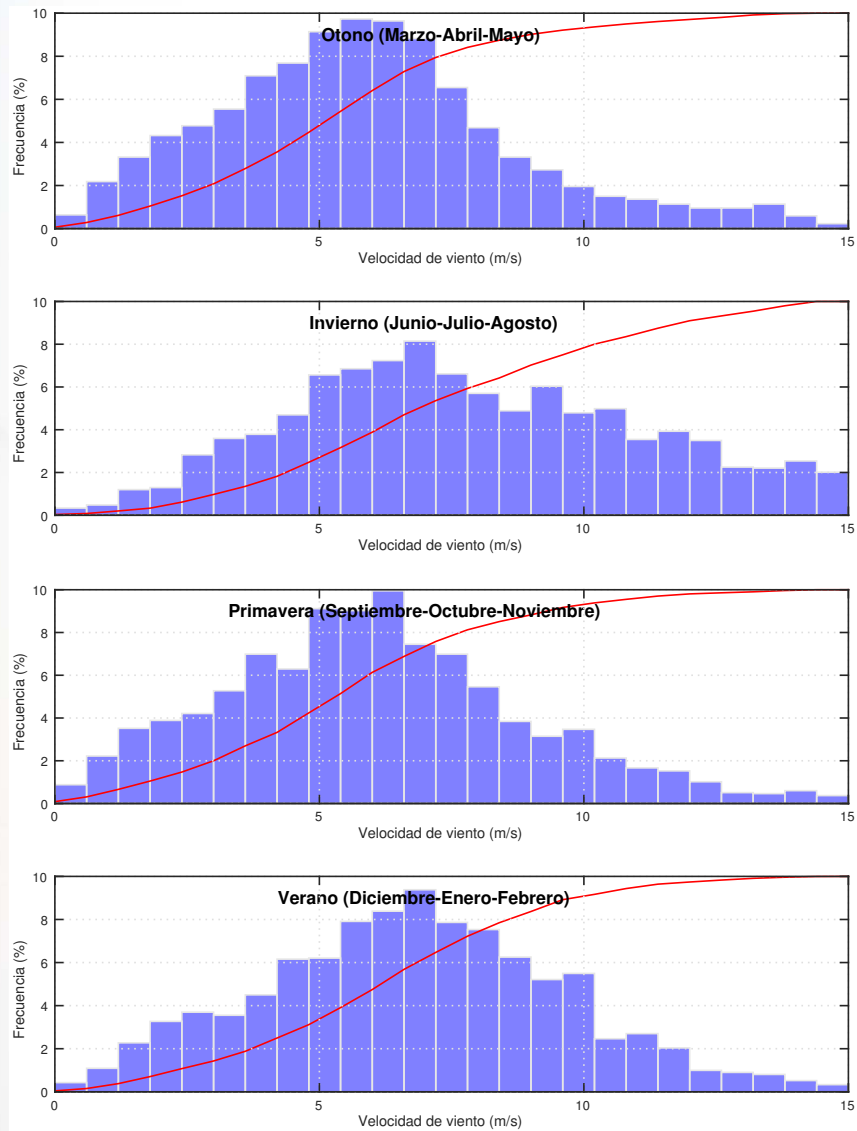 Otono (Marzo-Abril-Mayo)
Frecuencia (%)
10
8
6
4
2
0
0 5 10 15
Velocidad de viento (m/s)
Invierno (Junio-Julio-Agosto)
Frecuencia (%)
10
8
6
4
2
0
0 5 10 15
Velocidad de viento (m/s)
Primavera (Septiembre-Octubre-Noviembre)
Frecuencia (%)
10
8
6
4
2
0
0 5 10 15
Velocidad de viento (m/s)
Verano (Diciembre-Enero-Febrero)
Frecuencia (%)
10
8
6
4
2
0
0 5 10 15
Velocidad de viento (m/s)